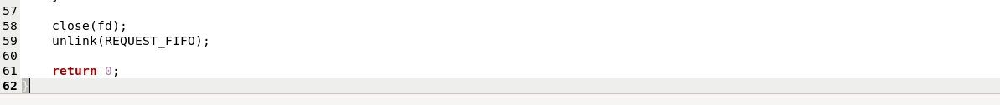 57
58     close(fd);
59     unlink(REQUEST_FIFO);
60
61     return 0;
62 }